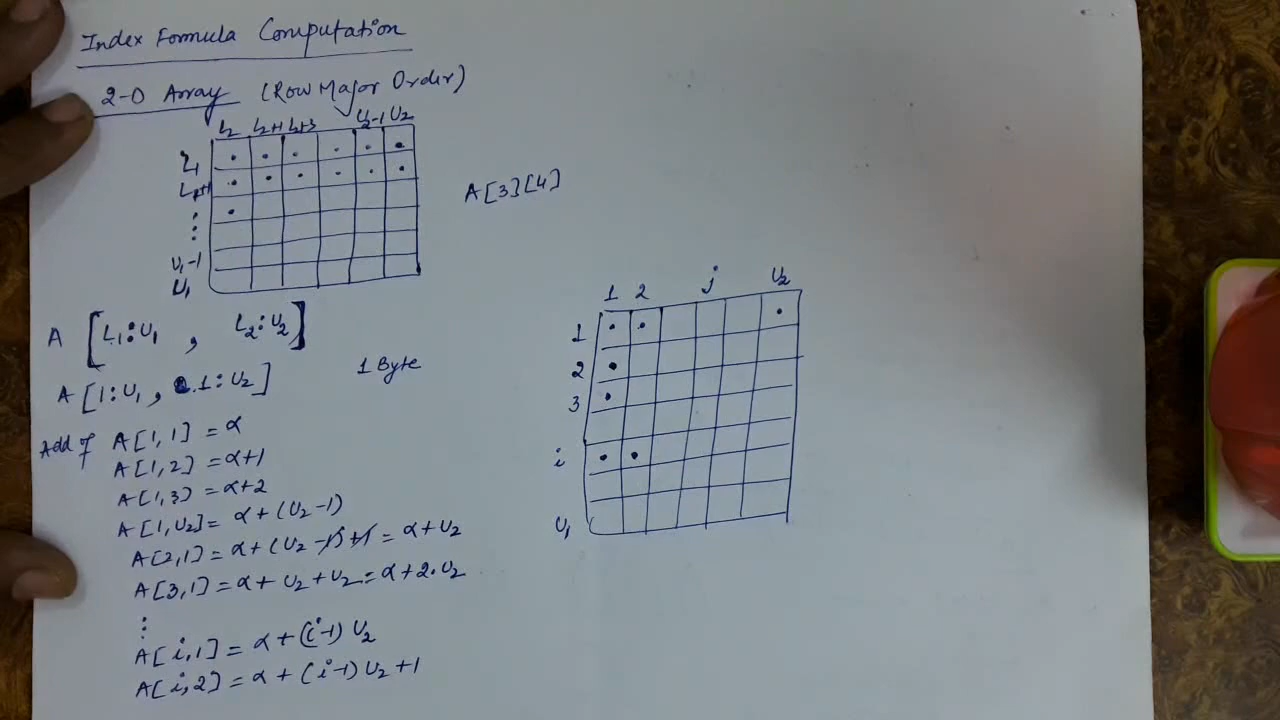 Index Formula Computation
2-D Array (Row Major Order)
L2 L2+1 L2+3 U2-1 U2
L1
L1+1
⋮
U1-1
U1
A[3][4]
A [L1:U1 , L2:U2]
A[1:U1, 1:U2]
1 Byte
Add of A[1,1] = α
A[1,2] = α+1
A[1,3) = α+2
A[1,U2] = α+(U2-1)
A[2,1] = α+(U2-1)+1 = α+U2
A[3,1] = α+U2+U2 = α+2.U2
⋮
A[i,1] = α+(i-1) U2
A[i,2] = α+(i-1) U2+1
1 2 j U2
1
2
3
i
U1